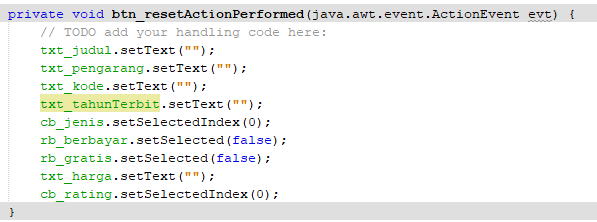 private void btn_resetActionPerformed(java.awt.event.ActionEvent evt) {
// TODO add your handling code here:
txt_judul.setText("");
txt_pengarang.setText("");
txt_kode.setText("");
txt_tahunTerbit.setText("");
cb_jenis.setSelectedIndex(0);
rb_berbayar.setSelected(false);
rb_gratis.setSelected(false);
txt_harga.setText("");
cb_rating.setSelectedIndex(0);
}